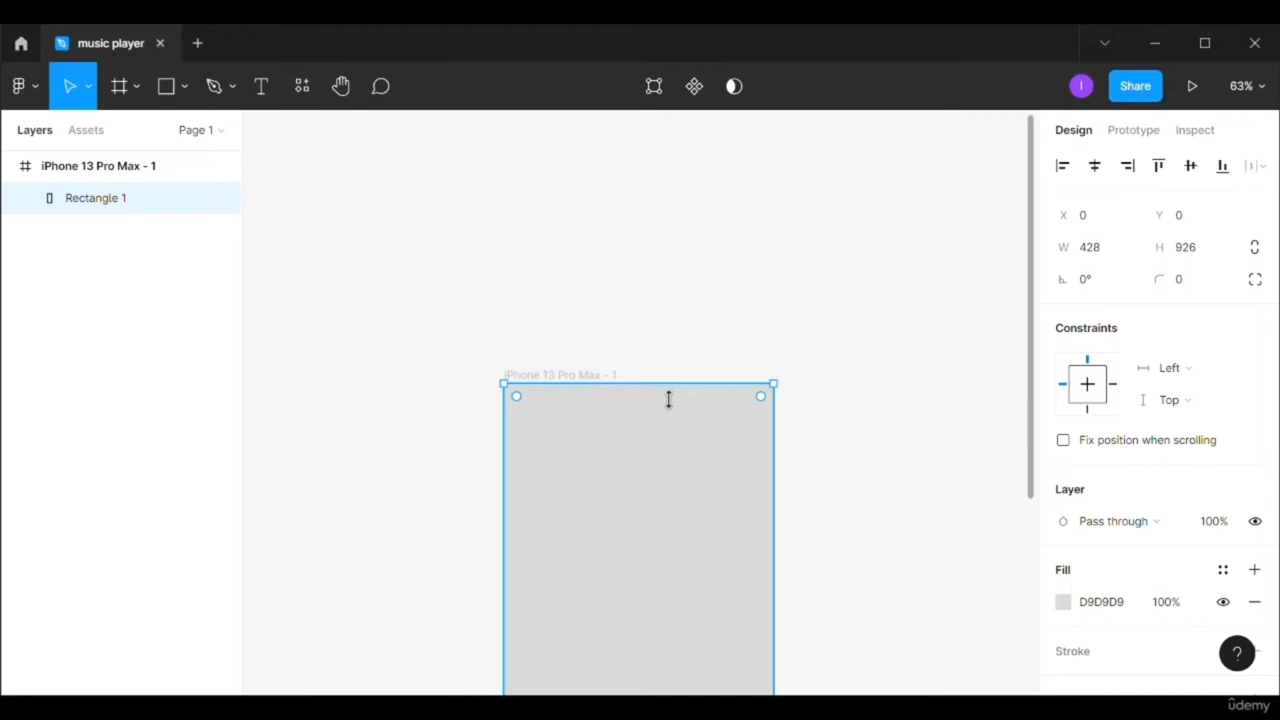 music player
I
Share
63%
Layers Assets Page 1
Design Prototype Inspect
iPhone 13 Pro Max - 1
Rectangle 1
X 0 Y 0
W 428 H 926
0° 0
Constraints
Left
Top
Fix position when scrolling
iPhone 13 Pro Max - 1
Layer
Pass through 100%
Fill
D9D9D9 100%
Stroke
?
ûdemy